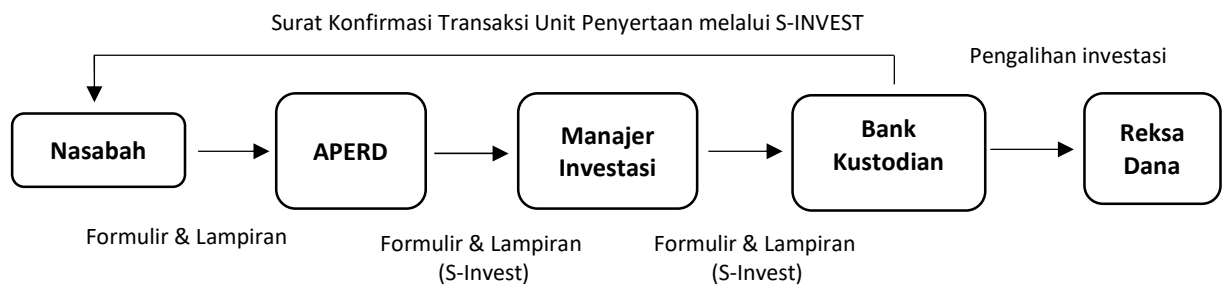 Surat Konfirmasi Transaksi Unit Penyertaan melalui S-INVEST
Pengalihan investasi
Nasabah
APERD
Manajer
Investasi
Bank
Kustodian
Reksa
Dana
Formulir & Lampiran
Formulir & Lampiran
(S-Invest)
Formulir & Lampiran
(S-Invest)